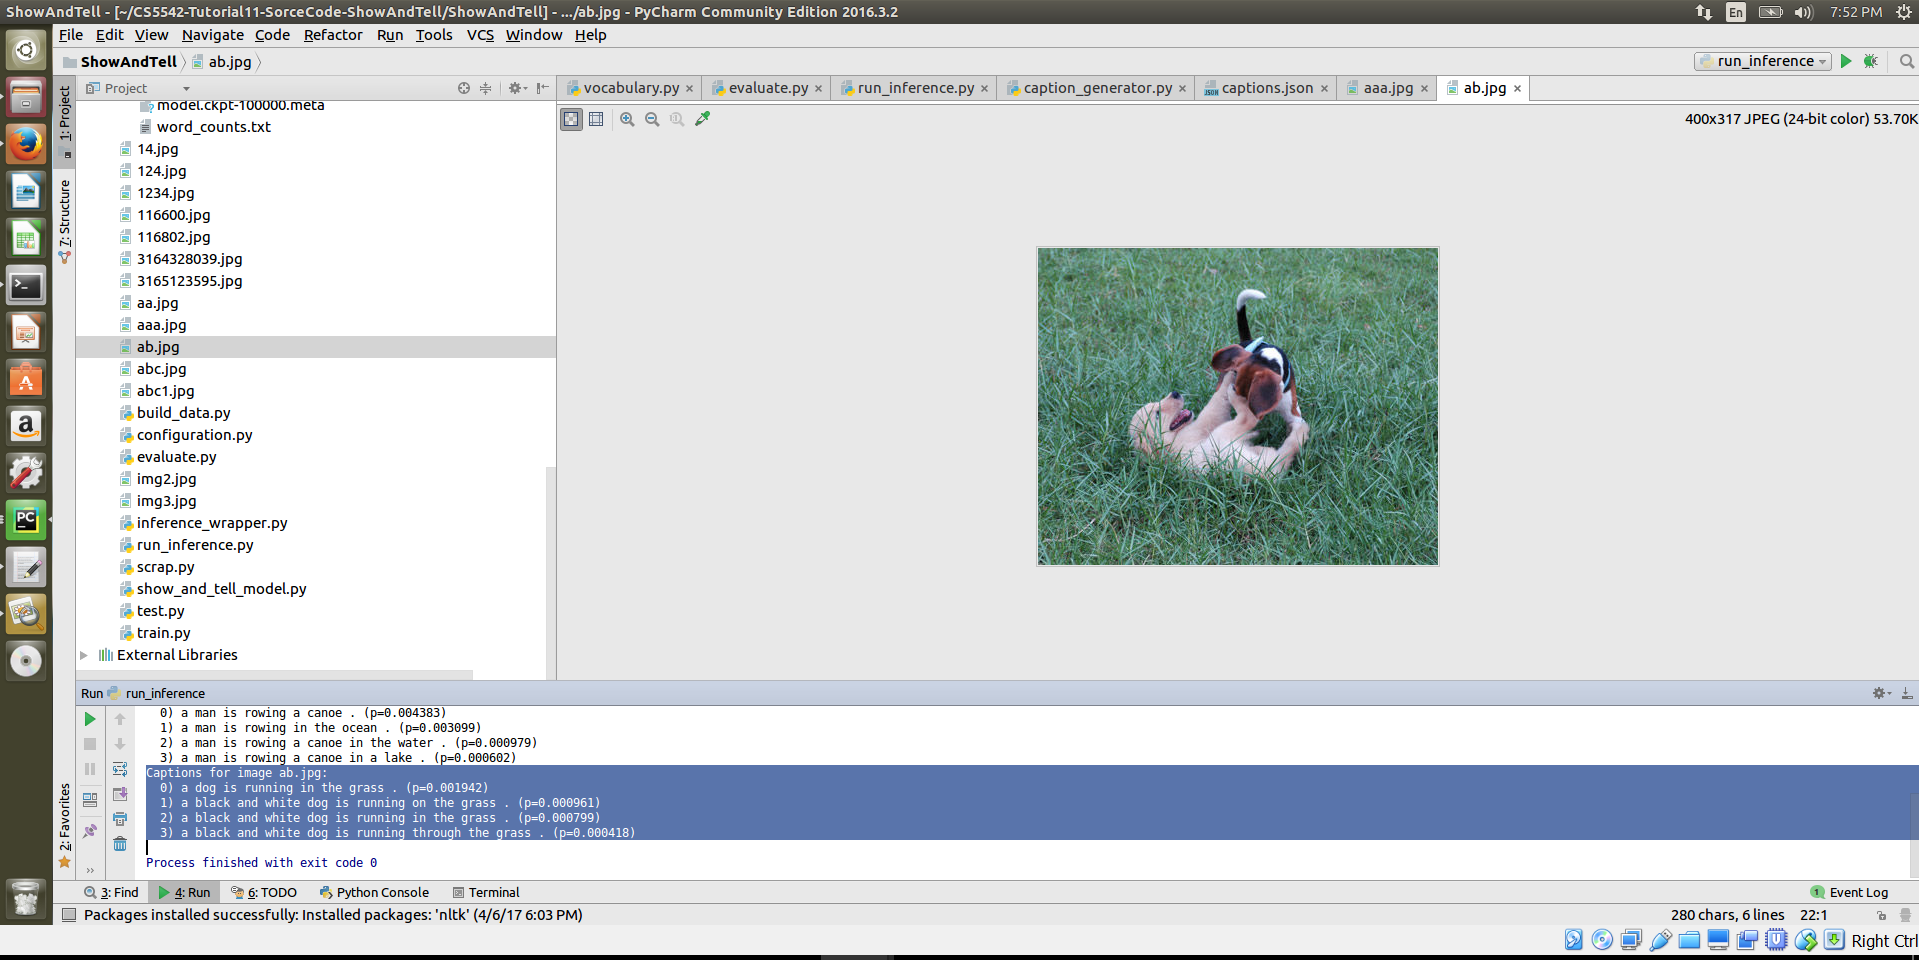 ShowAndTell - [~/CS5542-Tutorial11-SorceCode-ShowAndTell/ShowAndTell] - .../ab.jpg - PyCharm Community Edition 2016.3.2
En
7:52 PM
File Edit View Navigate Code Refactor Run Tools VCS Window Help
ShowAndTell ab.jpg
run_inference
Project
vocabulary.py evaluate.py run_inference.py caption_generator.py captions.json aaa.jpg ab.jpg
400x317 JPEG (24-bit color) 53.70K
1: Project
7: Structure
2: Favorites
model.ckpt-100000.meta
word_counts.txt
14.jpg
124.jpg
1234.jpg
116600.jpg
116802.jpg
3164328039.jpg
3165123595.jpg
aa.jpg
aaa.jpg
ab.jpg
abc.jpg
abc1.jpg
build_data.py
configuration.py
evaluate.py
img2.jpg
img3.jpg
inference_wrapper.py
run_inference.py
scrap.py
show_and_tell_model.py
test.py
train.py
External Libraries
Run run_inference
0) a man is rowing a canoe . (p=0.004383)
1) a man is rowing in the ocean . (p=0.003099)
2) a man is rowing a canoe in the water . (p=0.000979)
3) a man is rowing a canoe in a lake . (p=0.000602)
Captions for image ab.jpg:
0) a dog is running in the grass . (p=0.001942)
1) a black and white dog is running on the grass . (p=0.000961)
2) a black and white dog is running in the grass . (p=0.000799)
3) a black and white dog is running through the grass . (p=0.000418)
Process finished with exit code 0
3: Find 4: Run 6: TODO Python Console Terminal
1 Event Log
Packages installed successfully: Installed packages: 'nltk' (4/6/17 6:03 PM)
280 chars, 6 lines 22:1
Right Ctrl